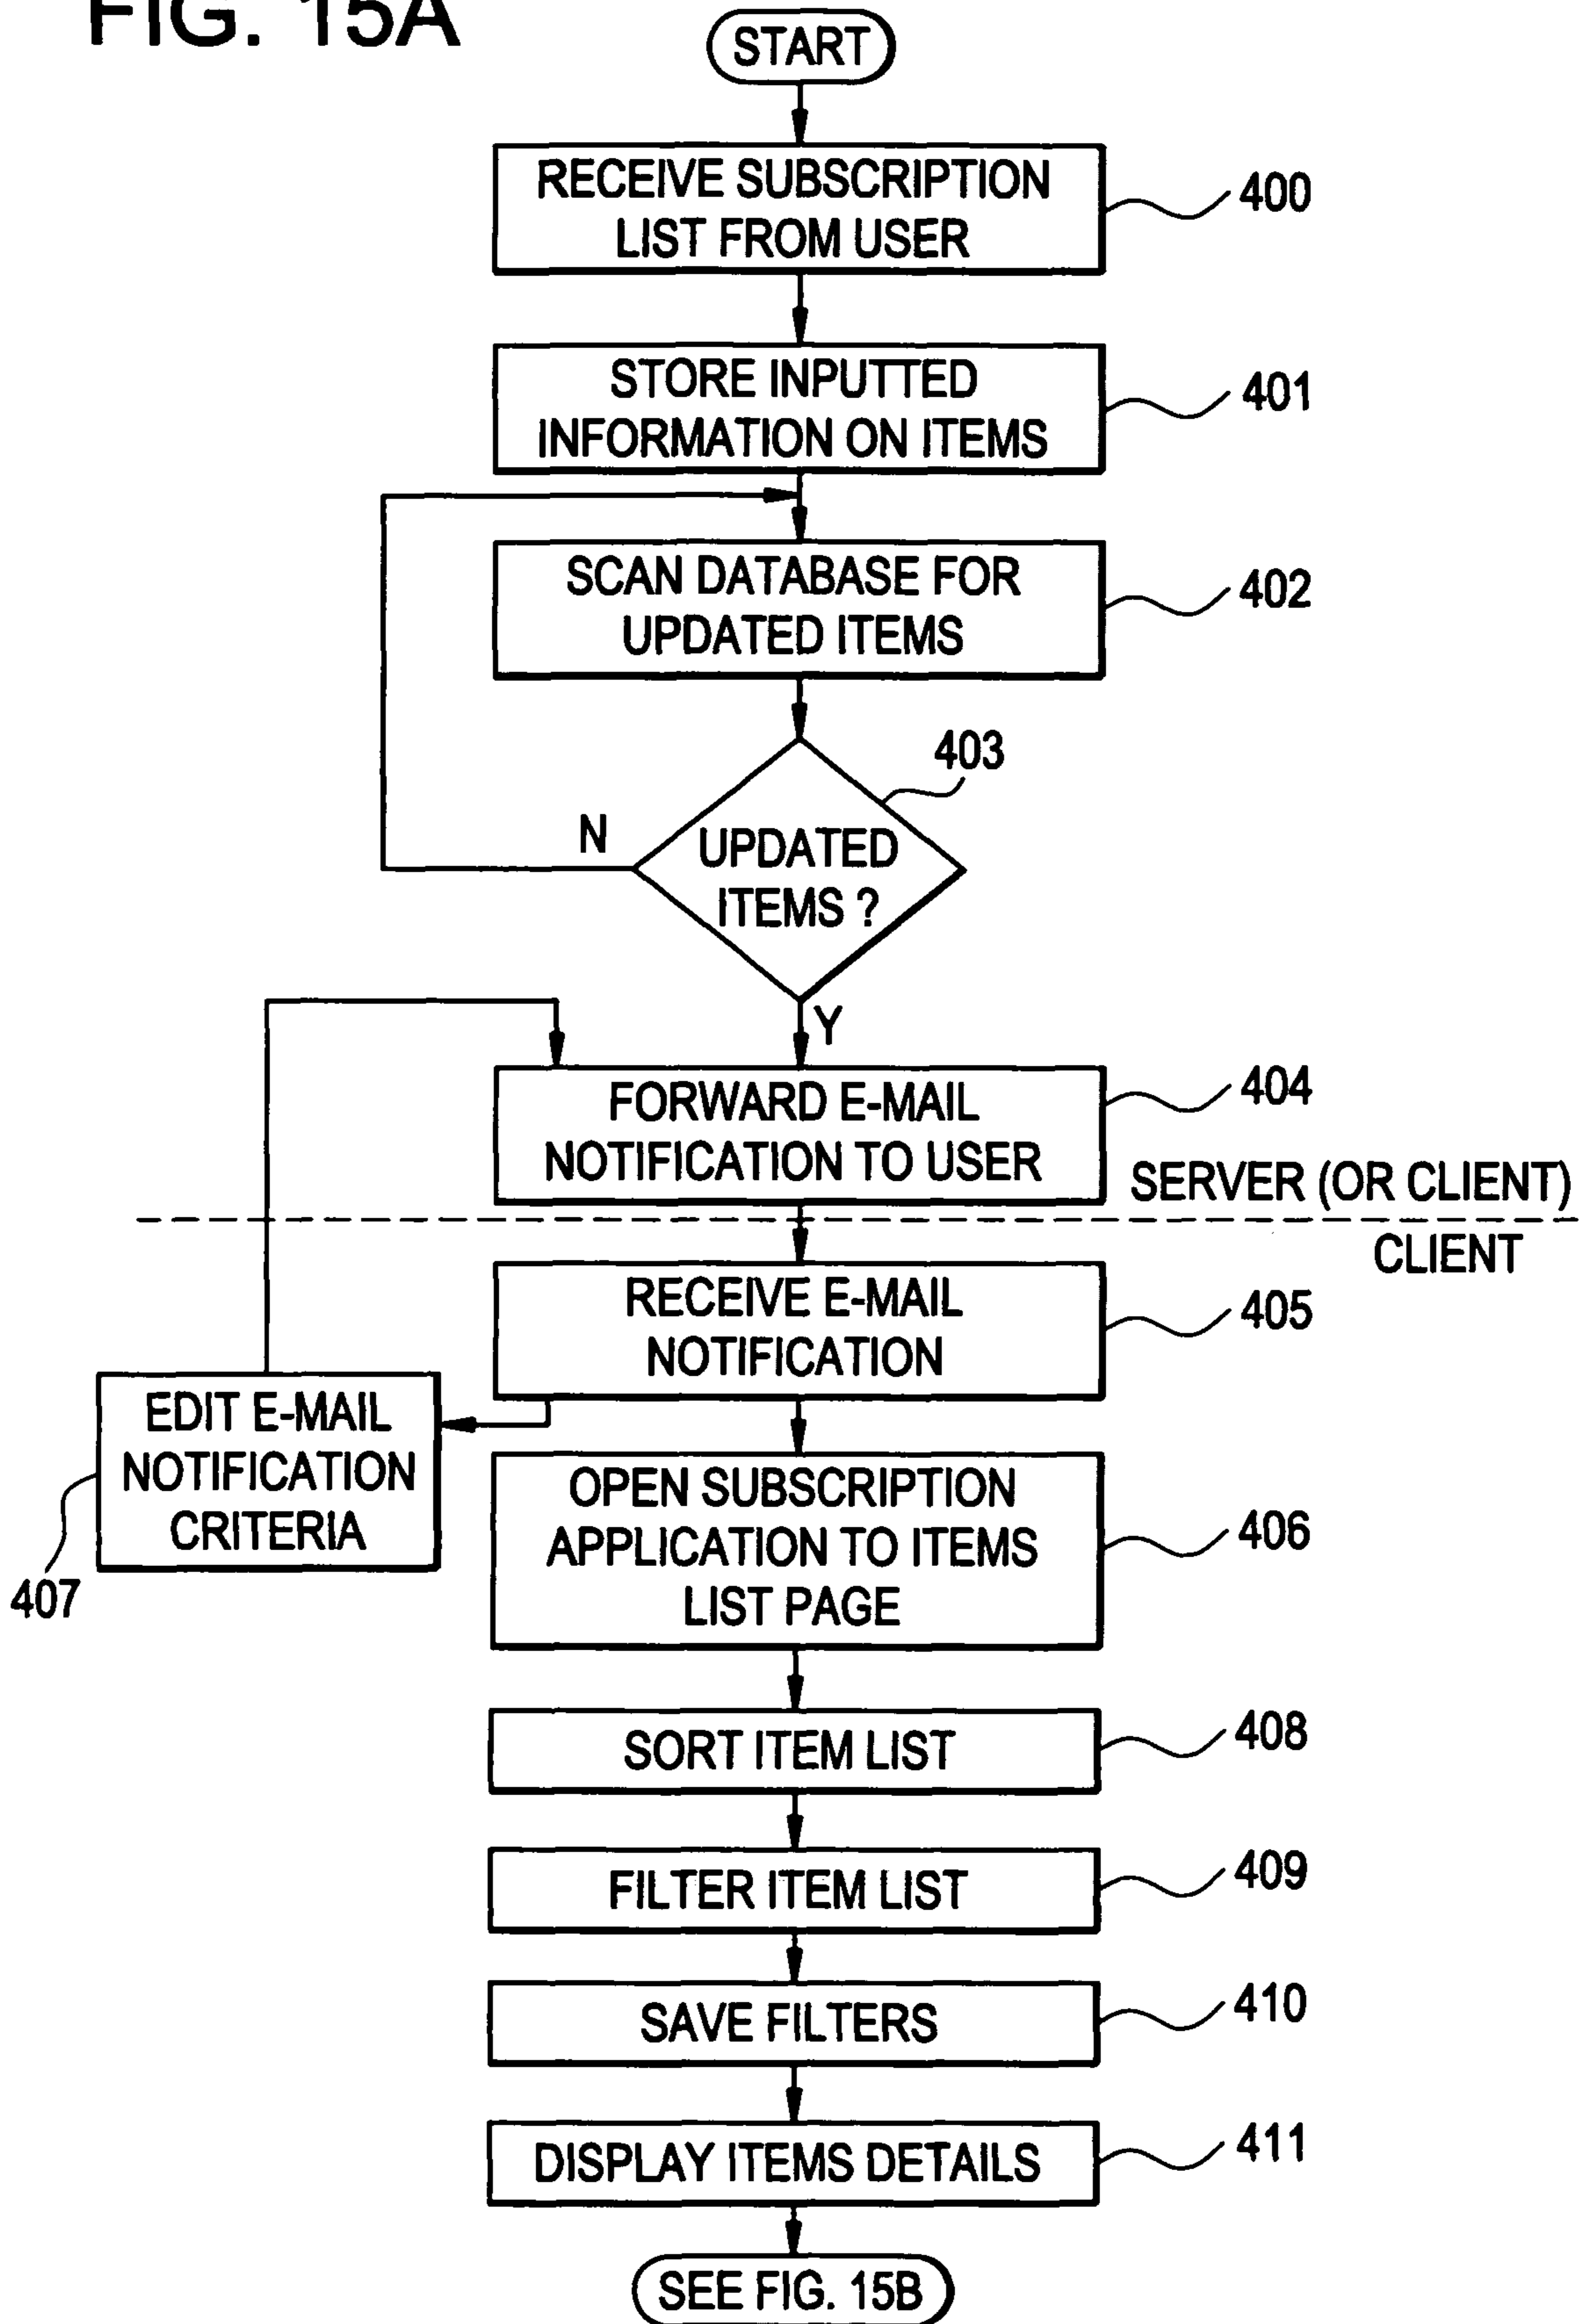 FIG. 15A
START
RECEIVE SUBSCRIPTION
LIST FROM USER
400
STORE INPUTTED
INFORMATION ON ITEMS
401
SCAN DATABASE FOR
UPDATED ITEMS
402
403
N
UPDATED
ITEMS ?
Y
FORWARD E-MAIL
NOTIFICATION TO USER
404
SERVER (OR CLIENT)
CLIENT
RECEIVE E-MAIL
NOTIFICATION
405
EDIT E-MAIL
NOTIFICATION
CRITERIA
407
OPEN SUBSCRIPTION
APPLICATION TO ITEMS
LIST PAGE
406
SORT ITEM LIST
408
FILTER ITEM LIST
409
SAVE FILTERS
410
DISPLAY ITEMS DETAILS
411
SEE FIG. 15B